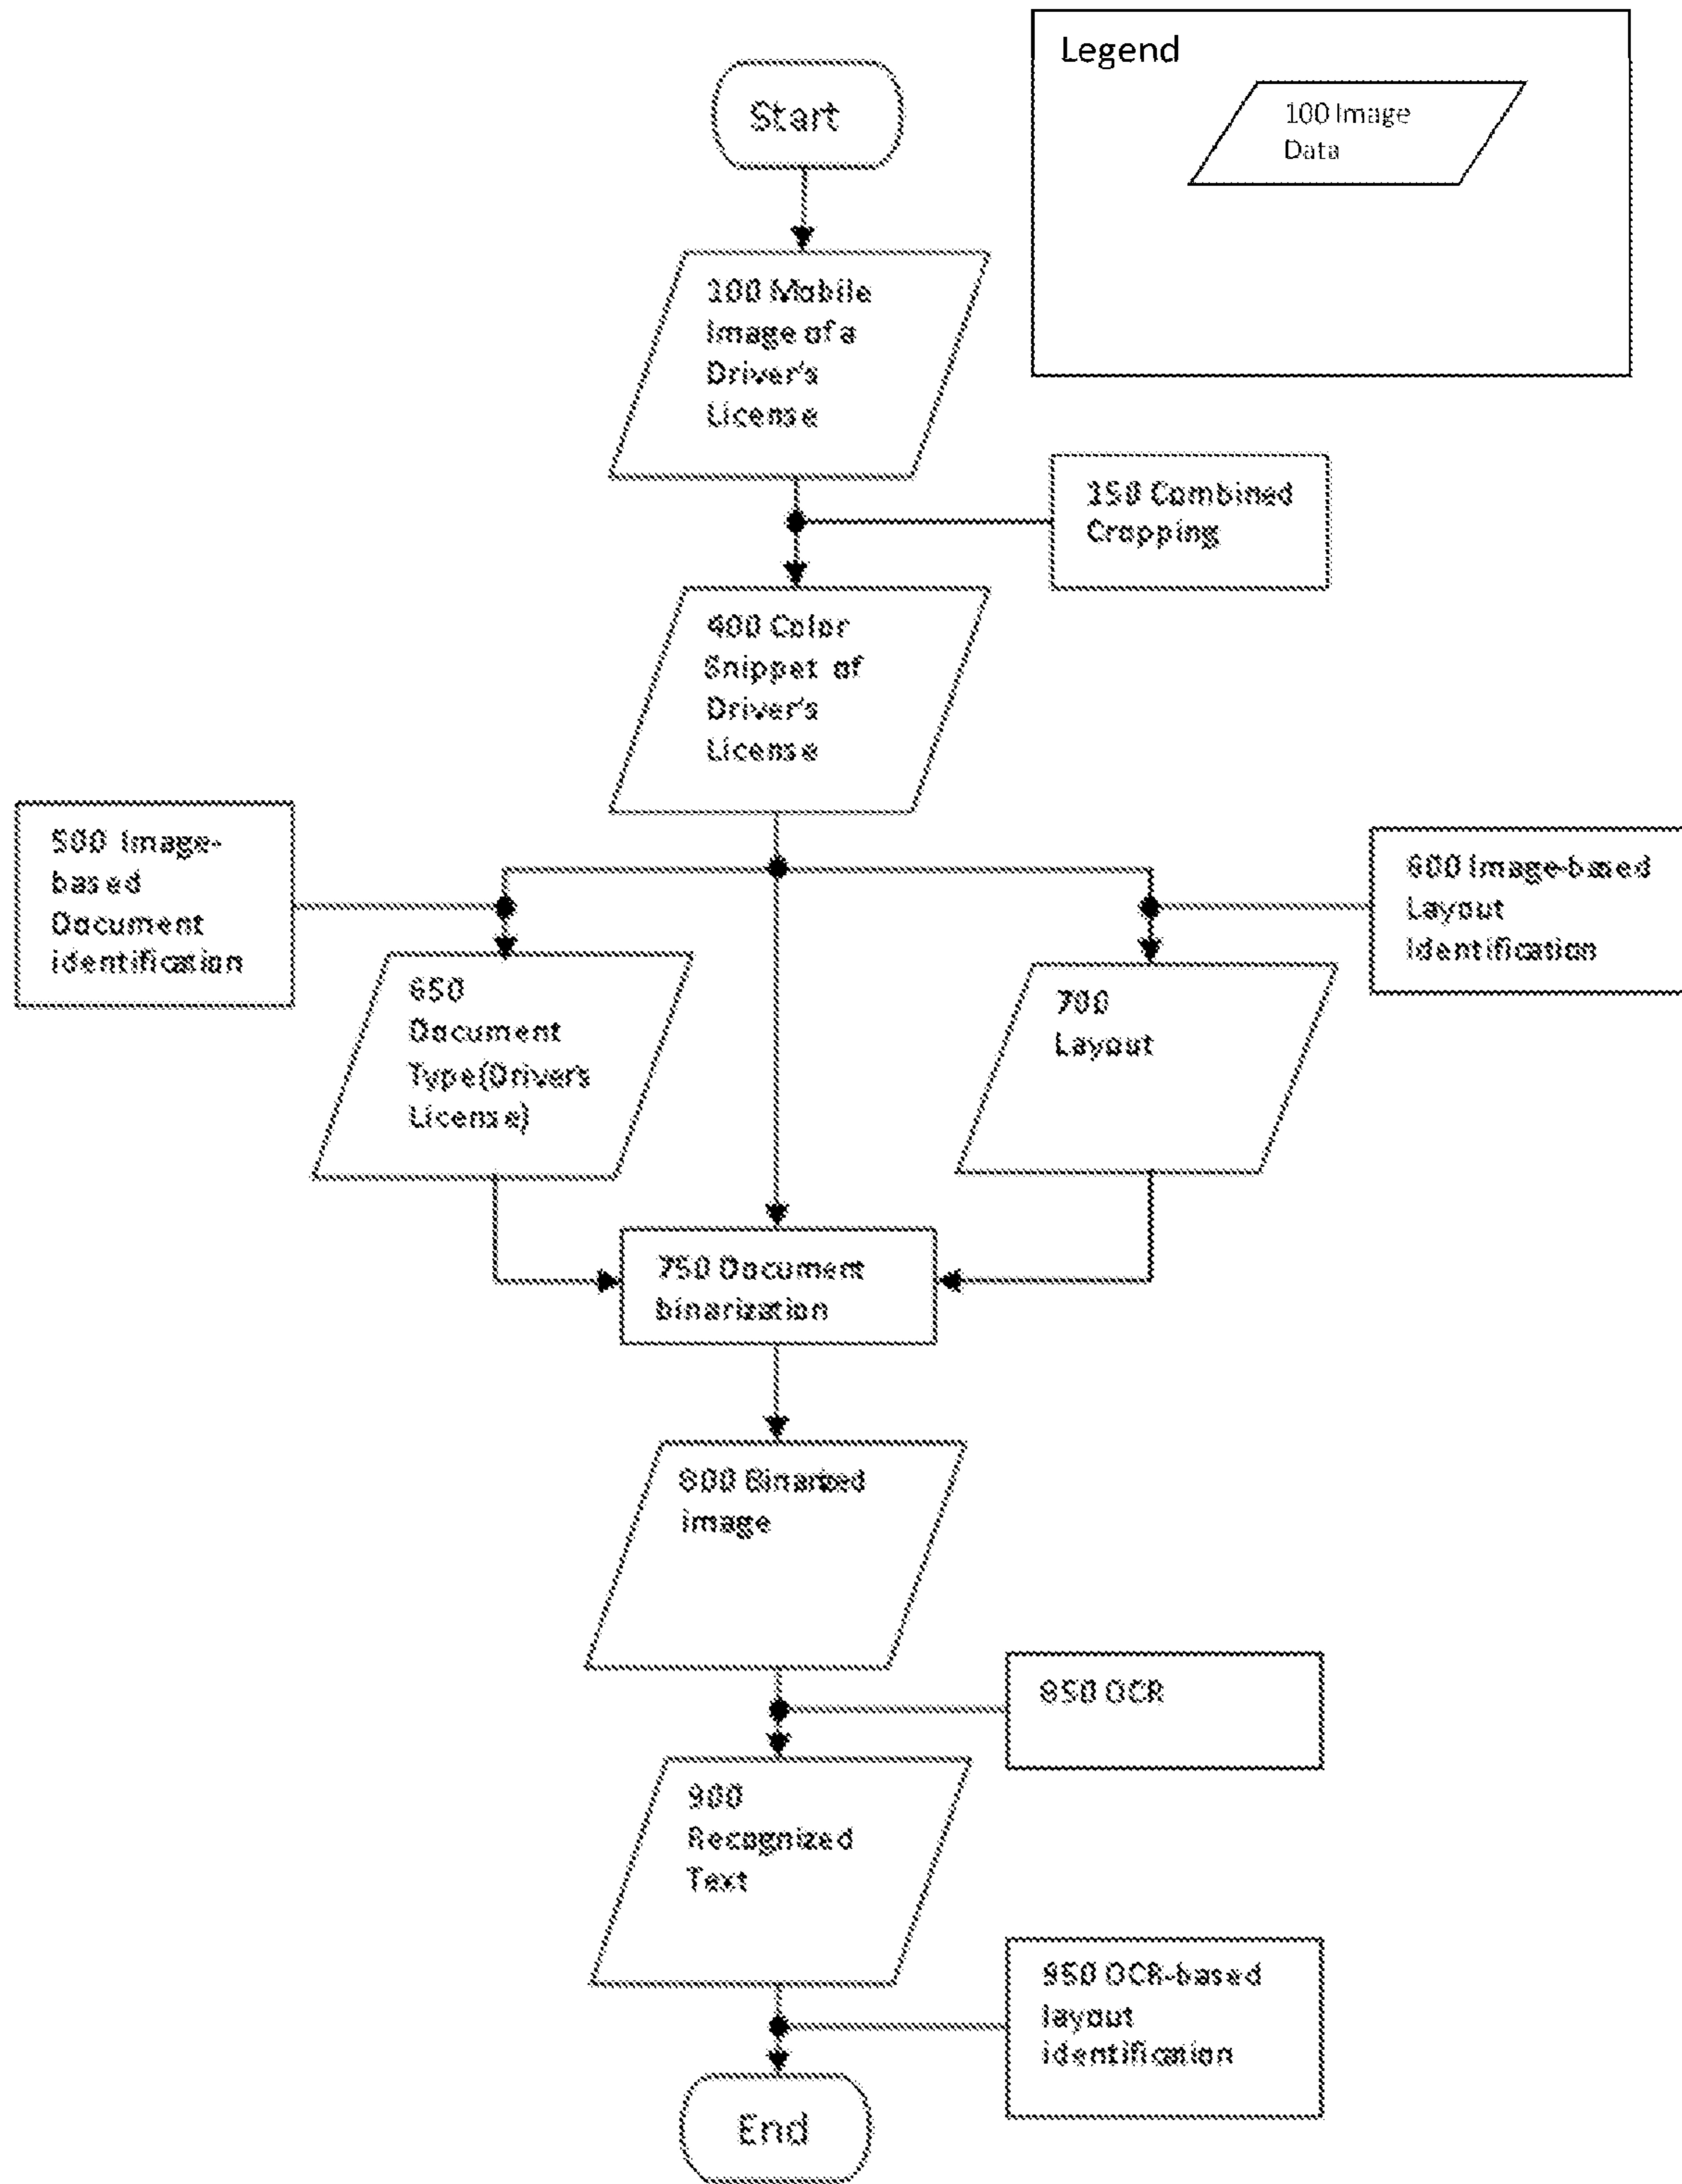 Legend
100 Image
Data
Start
100 Mobile
Image of a
Driver's
License
150 Combined
Cropping
400 Color
Snippet of
Driver's
License
500 Image-
based
Document
identification
600 Image-based
Layout
Identification
650
Document
Type(Driver's
License)
700
Layout
750 Document
binarization
800 Binarized
image
850 OCR
900
Recognized
Text
950 OCR-based
layout
identification
End